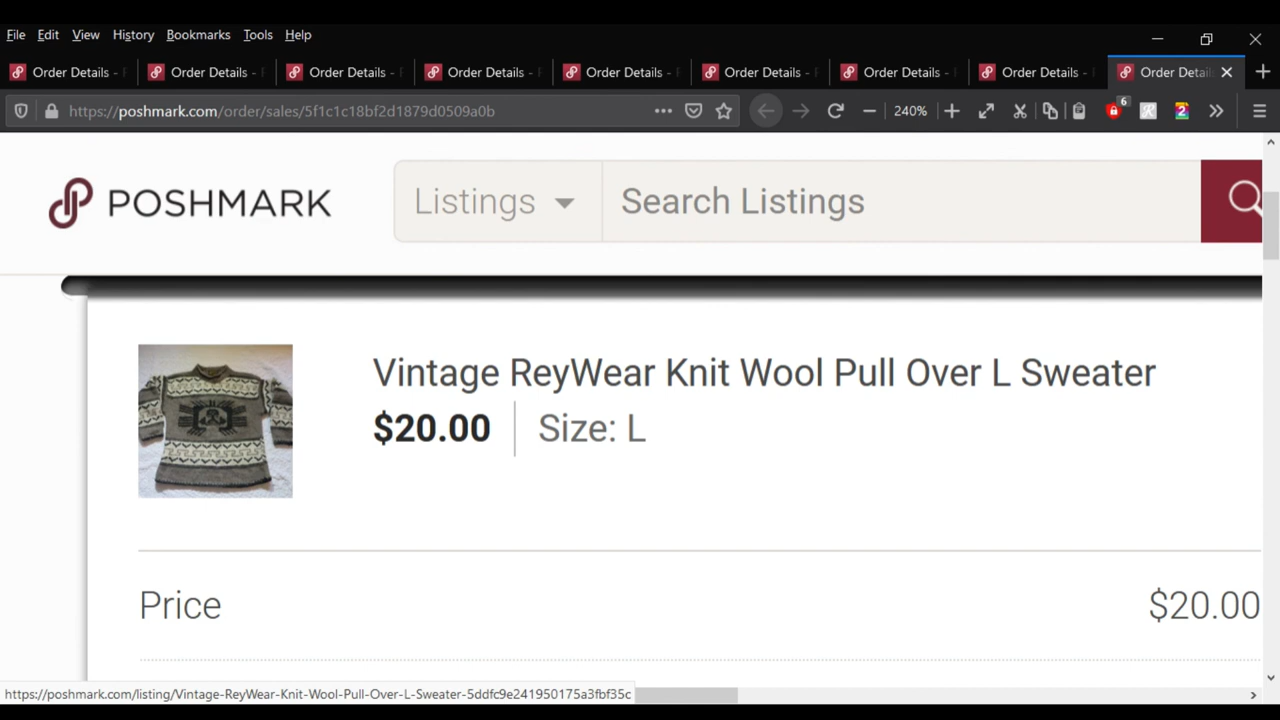 File Edit View History Bookmarks Tools Help
Order Details - Order Details - Order Details - Order Details - Order Details - Order Details - Order Details - Order Details - Order Detail
https://poshmark.com/order/sales/5f1c1c18bf2d1879d0509a0b 240% 6 2
POSHMARK Listings Search Listings
Vintage ReyWear Knit Wool Pull Over L Sweater
$20.00 Size: L
Price $20.00
https://poshmark.com/listing/Vintage-ReyWear-Knit-Wool-Pull-Over-L-Sweater-5ddfc9e241950175a3fbf35c